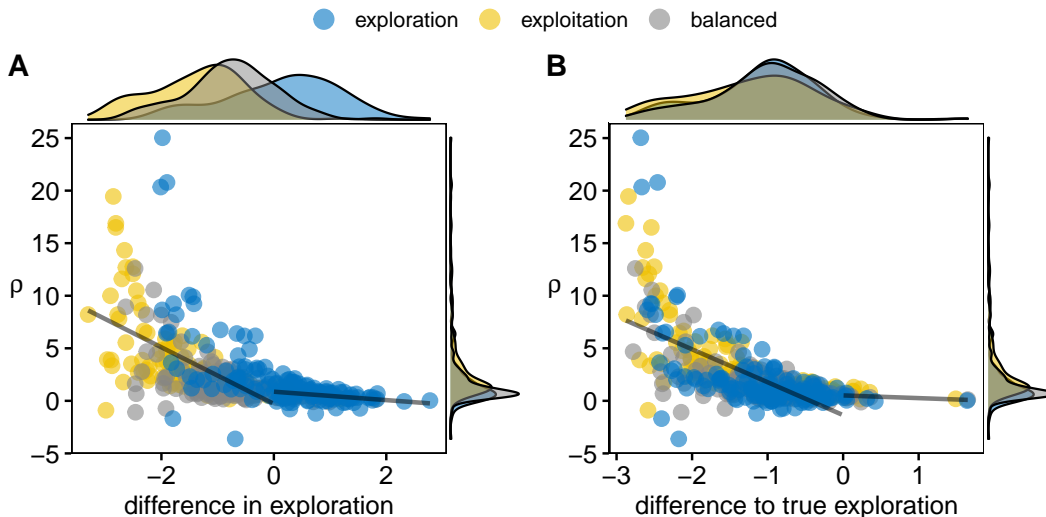 exploration exploitation balanced
A
B
25
20
15
10
5
0
−5
ρ
−2 0 2
difference in exploration
25
20
15
10
5
0
−5
ρ
−3 −2 −1 0 1
difference to true exploration